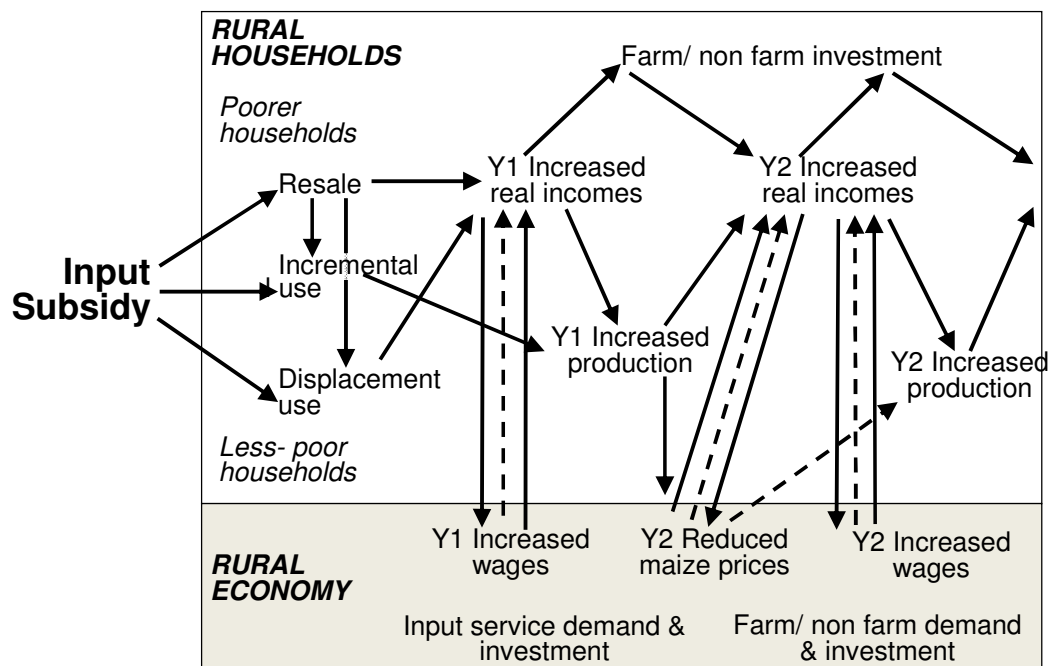 RURAL
HOUSEHOLDS
Farm/ non farm investment
Poorer
households
Y1 Increased
real incomes
Y2 Increased
real incomes
Resale
Input
Subsidy
Incremental
use
Y1 Increased
production
Y2 Increased
production
Displacement
use
Less- poor
households
Y1 Increased
wages
Y2 Reduced
maize prices
Y2 Increased
wages
RURAL
ECONOMY
Input service demand &
investment
Farm/ non farm demand
& investment